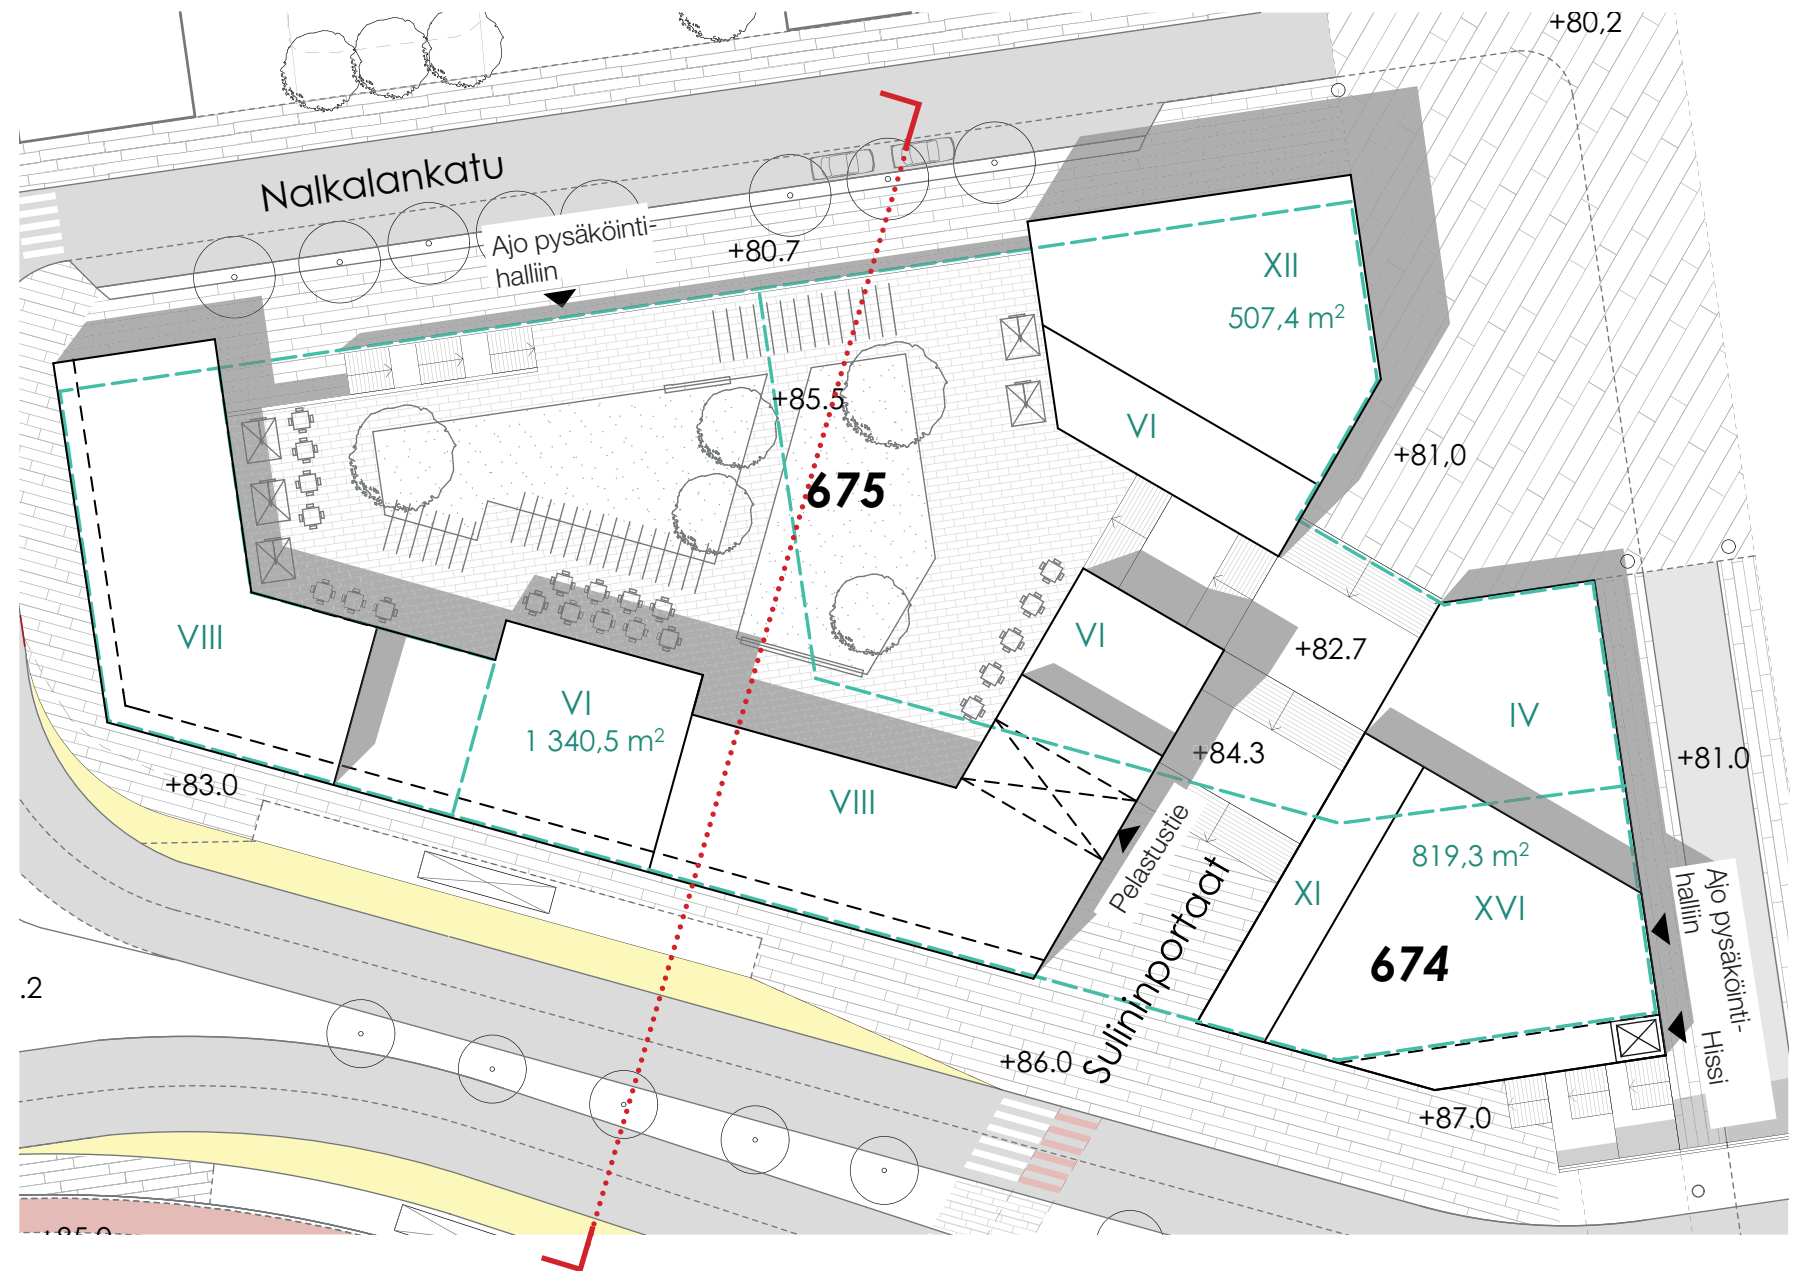 +80,2
Nalkalankatu
Ajo pysäköinti-
halliin
+80.7
XII
507,4 m²
+85.5
VI
+81,0
675
VIII
VI
+82.7
VI
1 340,5 m²
IV
+84.3
+81.0
+83.0
VIII
Pelastustie
819,3 m²
XI
XVI
Ajo pysäköinti-
halliin
674
Sulininportaat
.2
Hissi
+86.0
+87.0